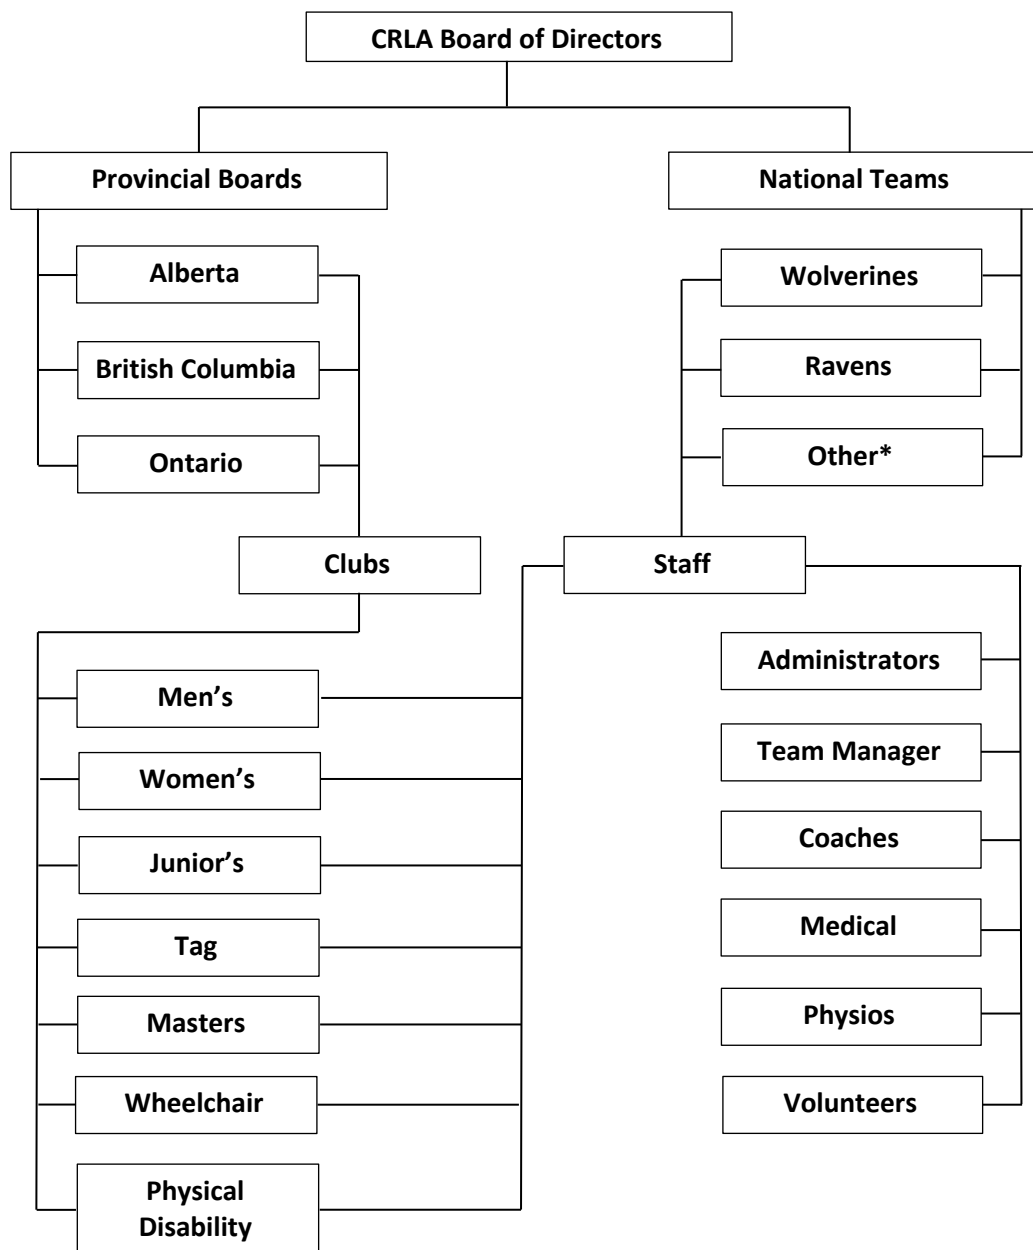 CRLA Board of Directors
Provincial Boards
National Teams
Alberta
Wolverines
British Columbia
Ravens
Ontario
Other*
Clubs
Staff
Men’s
Administrators
Women’s
Team Manager
Junior’s
Coaches
Tag
Medical
Masters
Physios
Wheelchair
Volunteers
Physical
Disability